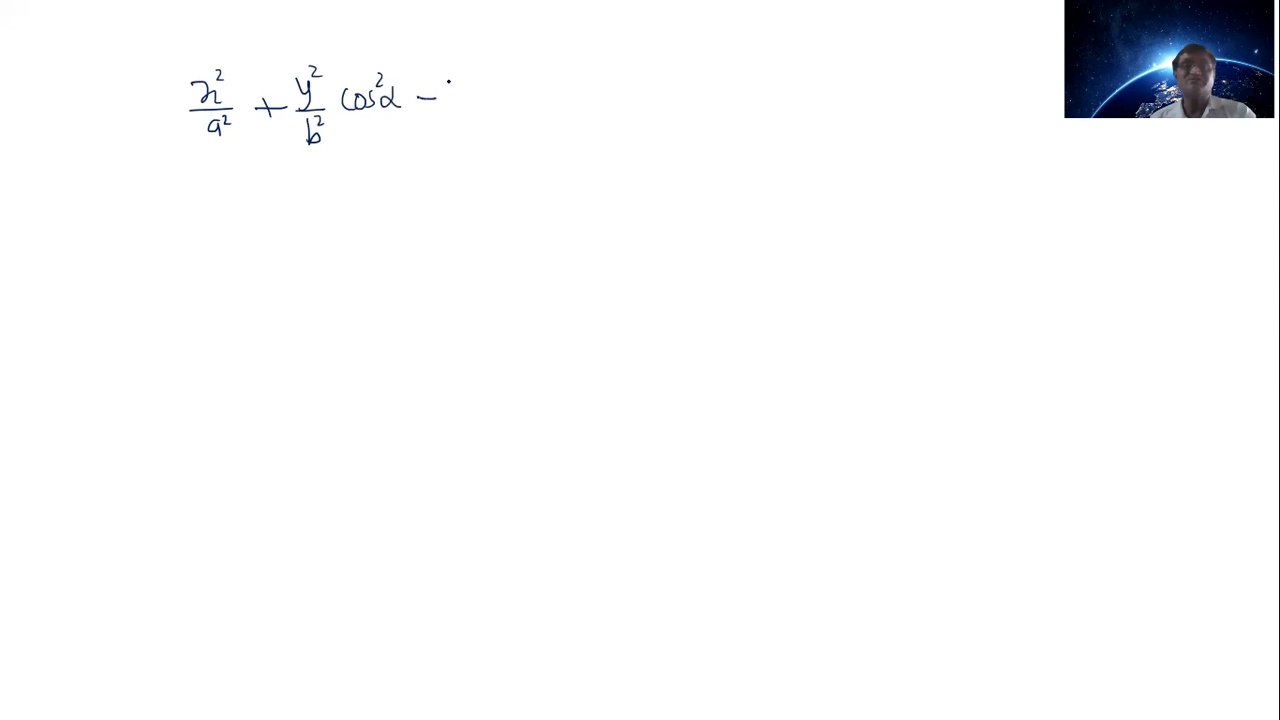 x²/a² + y²/b² cos²α −